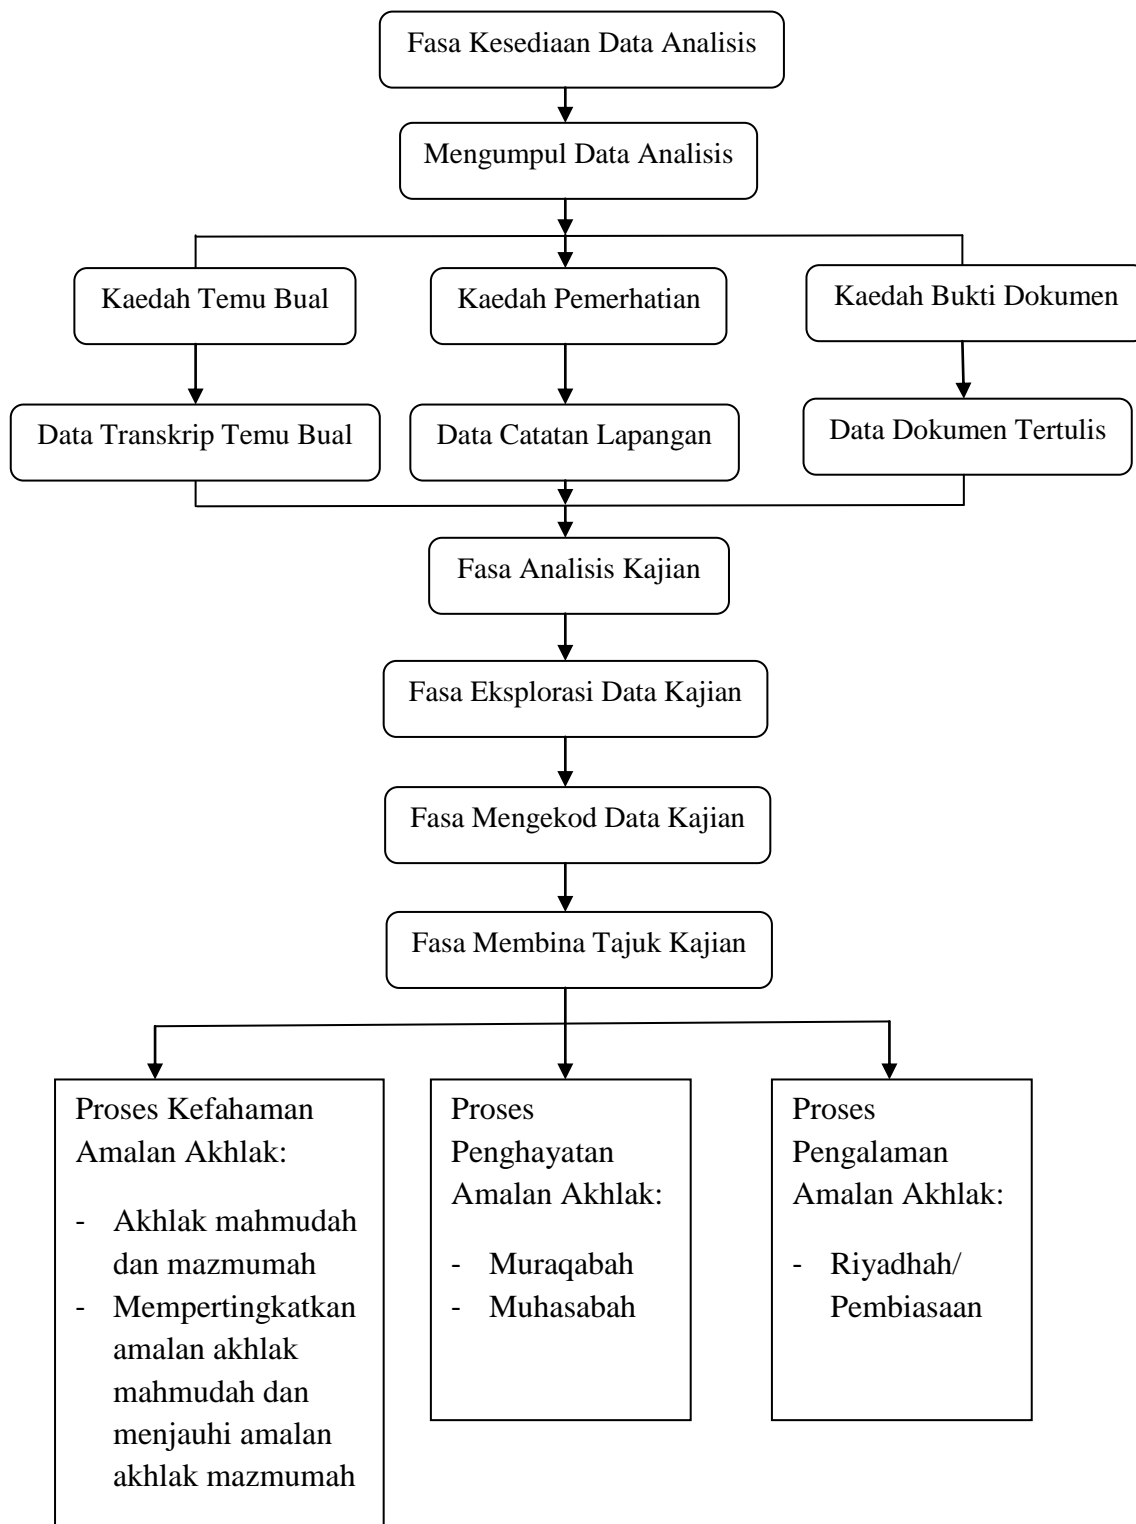 Fasa Kesediaan Data Analisis
Mengumpul Data Analisis
Kaedah Temu Bual
Kaedah Pemerhatian
Kaedah Bukti Dokumen
Data Transkrip Temu Bual
Data Catatan Lapangan
Data Dokumen Tertulis
Fasa Analisis Kajian
Fasa Eksplorasi Data Kajian
Fasa Mengekod Data Kajian
Fasa Membina Tajuk Kajian
Proses Kefahaman
Amalan Akhlak:
- Akhlak mahmudah
dan mazmumah
- Mempertingkatkan
amalan akhlak
mahmudah dan
menjauhi amalan
akhlak mazmumah
Proses
Penghayatan
Amalan Akhlak:
- Muraqabah
- Muhasabah
Proses
Pengalaman
Amalan Akhlak:
- Riyadhah/
Pembiasaan